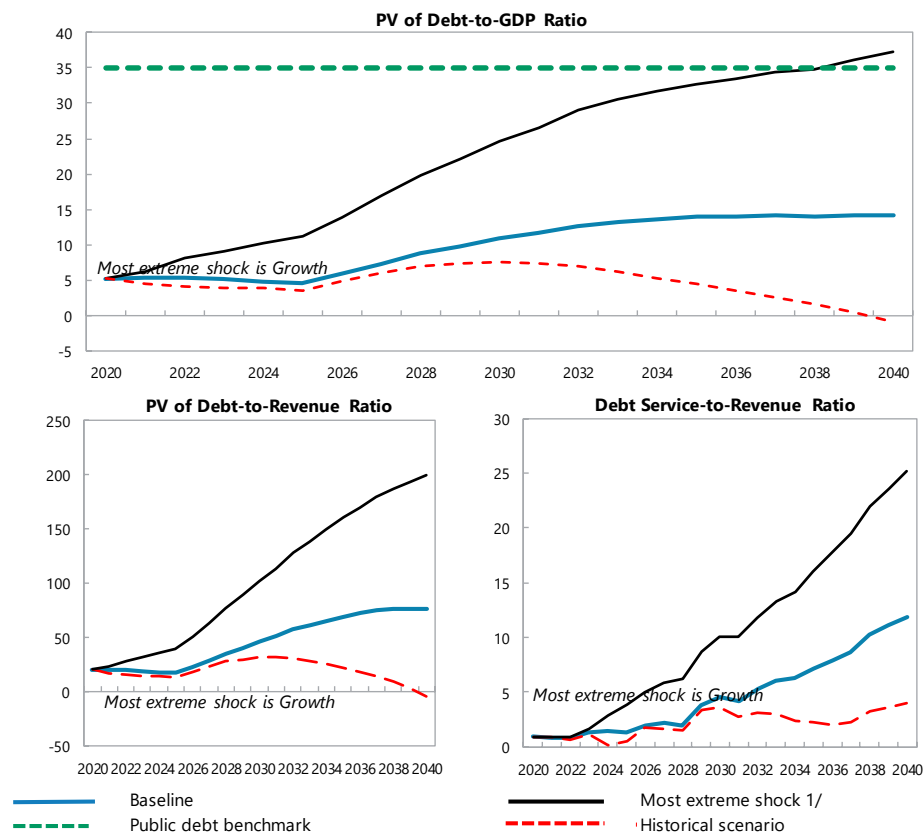 PV of Debt-to-GDP Ratio
40
35
30
25
20
15
10
5
0
-5
Most extreme shock is Growth
2020 2022 2024 2026 2028 2030 2032 2034 2036 2038 2040
PV of Debt-to-Revenue Ratio
250
200
150
100
50
0
-50
Most extreme shock is Growth
2020 2022 2024 2026 2028 2030 2032 2034 2036 2038 2040
Debt Service-to-Revenue Ratio
30
25
20
15
10
5
0
Most extreme shock is Growth
2020 2022 2024 2026 2028 2030 2032 2034 2036 2038 2040
Baseline
Most extreme shock 1/
Public debt benchmark
Historical scenario